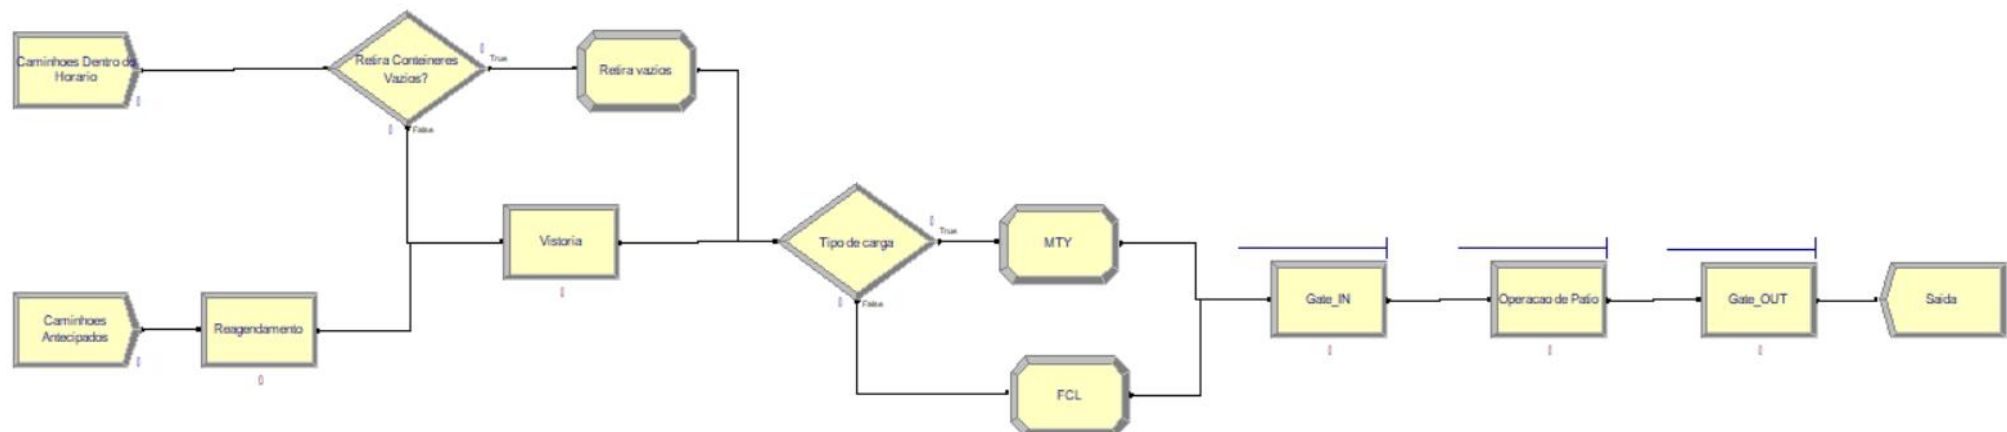 Caminhoes Dentro do
Horario
Retira Conteineres
Vazios?
True
False
Retira vazios
Caminhoes
Antecipados
Reagendamento
Vistoria
Tipo de carga
True
False
MTY
FCL
Gate_IN
Operacao de Patio
Gate_OUT
Saida